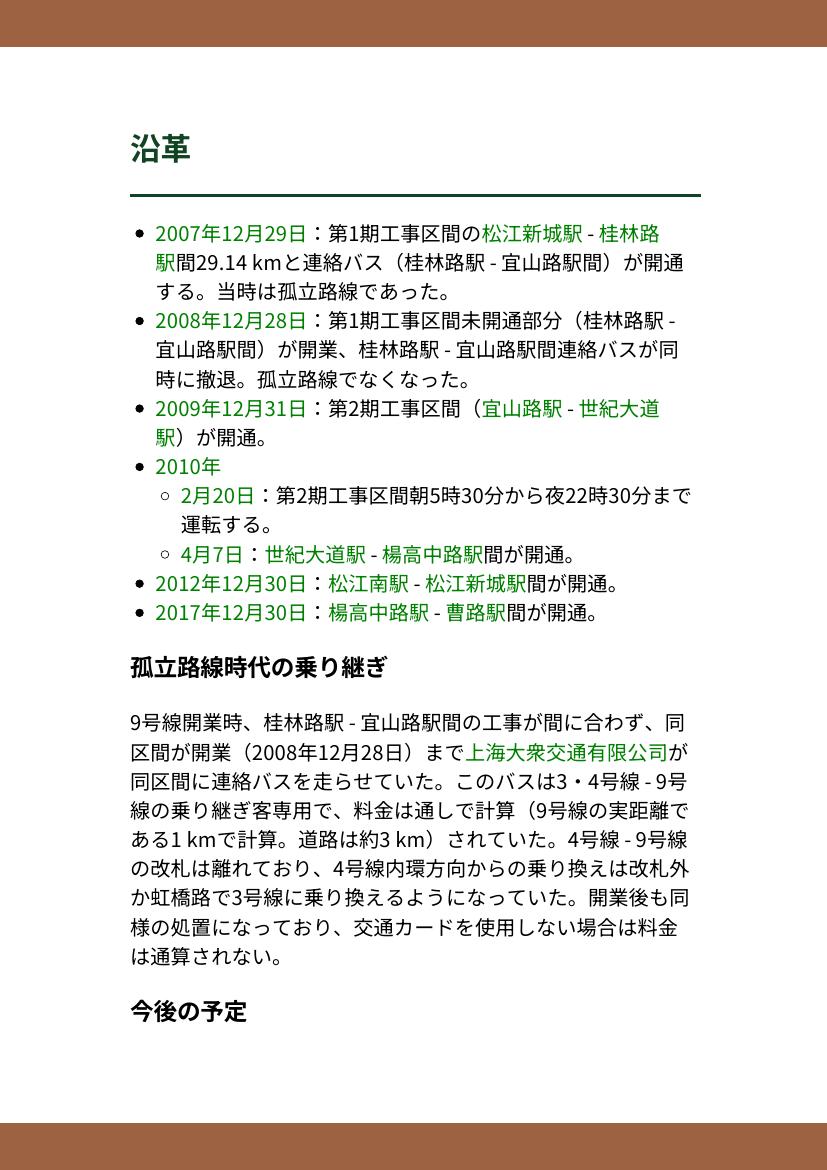 沿革
2007年12月29日：第1期工事区間の松江新城駅 - 桂林路
駅間29.14 kmと連絡バス（桂林路駅 - 宜山路駅間）が開通
する。当時は孤立路線であった。
2008年12月28日：第1期工事区間未開通部分（桂林路駅 -
宜山路駅間）が開業、桂林路駅 - 宜山路駅間連絡バスが同
時に撤退。孤立路線でなくなった。
2009年12月31日：第2期工事区間（宜山路駅 - 世紀大道
駅）が開通。
2010年
2月20日：第2期工事区間朝5時30分から夜22時30分まで
運転する。
4月7日：世紀大道駅 - 楊高中路駅間が開通。
2012年12月30日：松江南駅 - 松江新城駅間が開通。
2017年12月30日：楊高中路駅 - 曹路駅間が開通。
孤立路線時代の乗り継ぎ
9号線開業時、桂林路駅 - 宜山路駅間の工事が間に合わず、同
区間が開業（2008年12月28日）まで上海大衆交通有限公司が
同区間に連絡バスを走らせていた。このバスは3・4号線 - 9号
線の乗り継ぎ客専用で、料金は通しで計算（9号線の実距離で
ある1 kmで計算。道路は約3 km）されていた。4号線 - 9号線
の改札は離れており、4号線内環方向からの乗り換えは改札外
か虹橋路で3号線に乗り換えるようになっていた。開業後も同
様の処置になっており、交通カードを使用しない場合は料金
は通算されない。
今後の予定